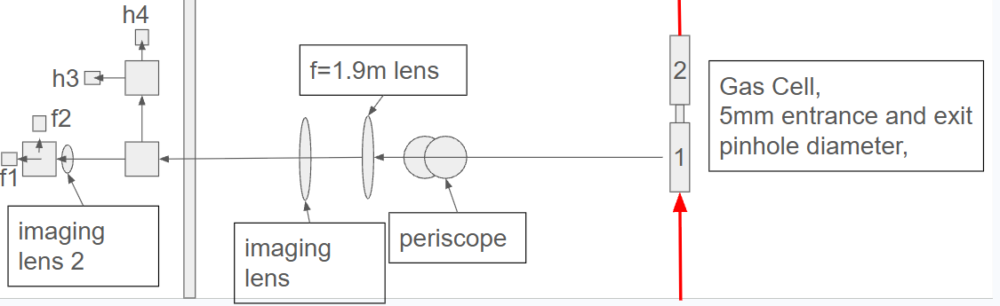 h4
f=1.9m lens
2
h3
Gas Cell,
5mm entrance and exit
pinhole diameter,
f2
1
f1
imaging
lens 2
imaging
lens
periscope